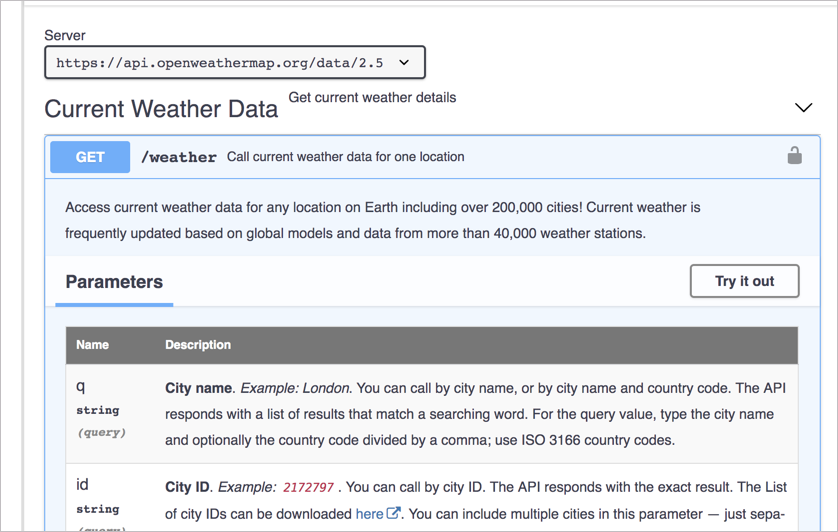 Server
https://api.openweathermap.org/data/2.5
Current Weather Data Get current weather details
GET /weather Call current weather data for one location
Access current weather data for any location on Earth including over 200,000 cities! Current weather is
frequently updated based on global models and data from more than 40,000 weather stations.
Parameters Try it out
Name Description
q City name. Example: London. You can call by city name, or by city name and country code. The API
string responds with a list of results that match a searching word. For the query value, type the city name
(query) and optionally the country code divided by a comma; use ISO 3166 country codes.
id City ID. Example: 2172797 . You can call by city ID. The API responds with the exact result. The List
string of city IDs can be downloaded here. You can include multiple cities in this parameter — just sepa-